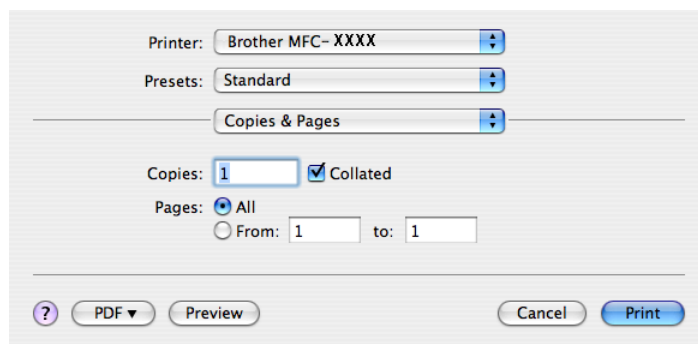 Printer: Brother MFC-XXXX
Presets: Standard
Copies & Pages
Copies: 1 Collated
Pages: All
From: 1 to: 1
? PDF ▼ Preview Cancel Print